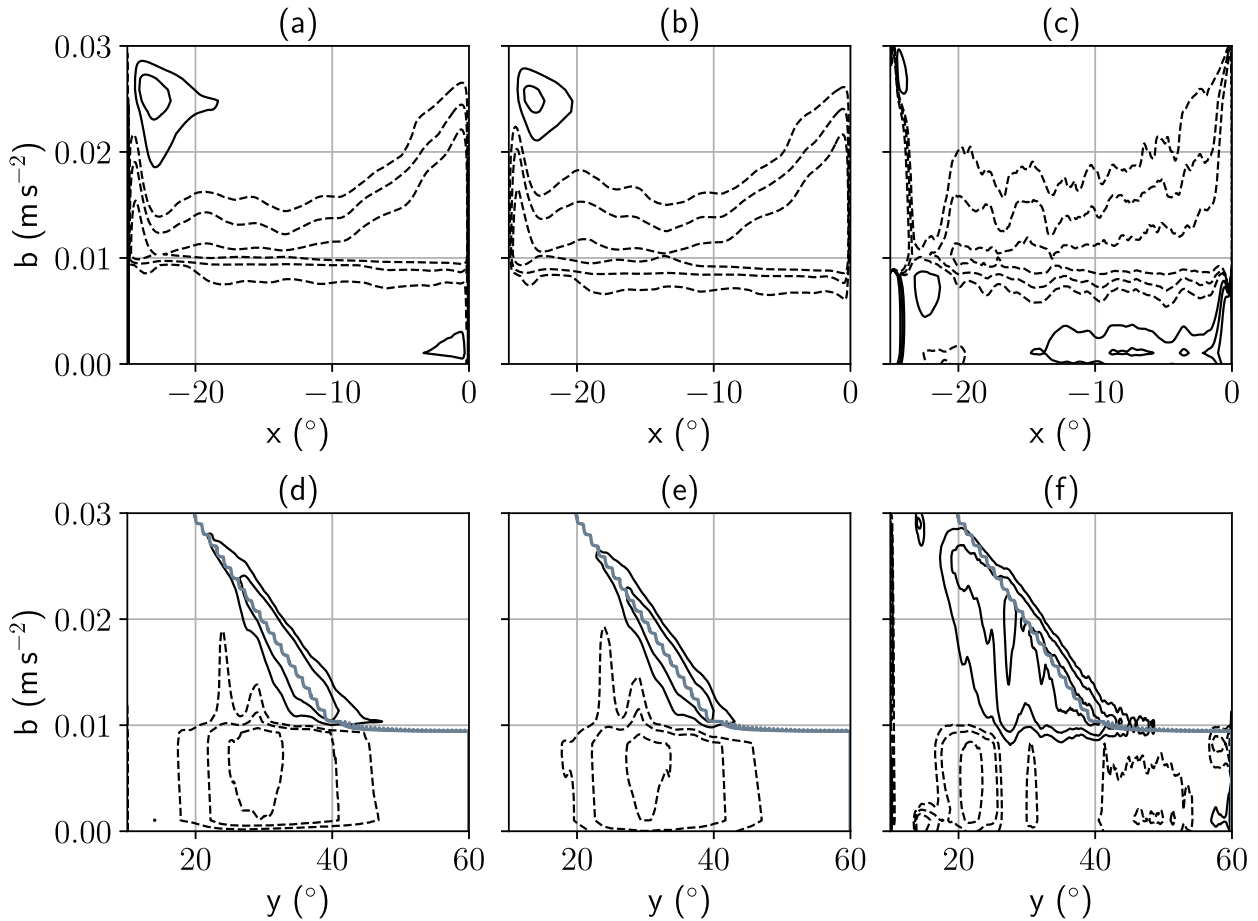 (a) (b) (c)
0.03
0.02
0.01
0.00
b (m s⁻²)
−20 −10 0 −20 −10 0 −20 −10 0
x (°) x (°) x (°)
(d) (e) (f)
0.03
0.02
0.01
0.00
b (m s⁻²)
20 40 60 20 40 60 20 40 60
y (°) y (°) y (°)